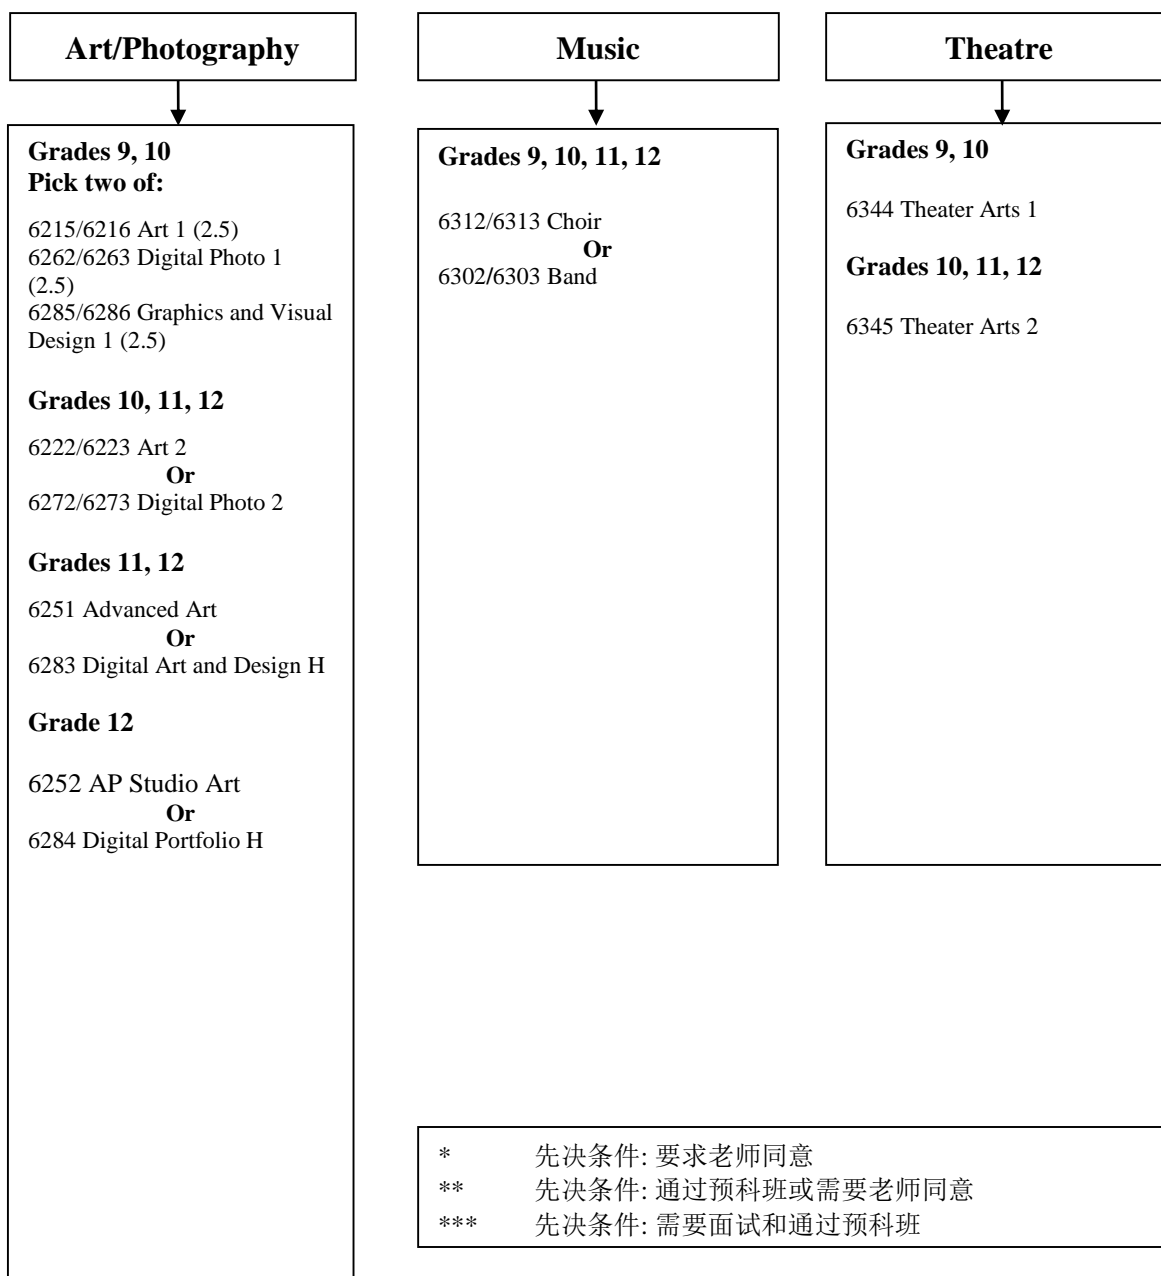 Art/Photography
Grades 9, 10
Pick two of:
6215/6216 Art 1 (2.5)
6262/6263 Digital Photo 1
(2.5)
6285/6286 Graphics and Visual
Design 1 (2.5)
Grades 10, 11, 12
6222/6223 Art 2
Or
6272/6273 Digital Photo 2
Grades 11, 12
6251 Advanced Art
Or
6283 Digital Art and Design H
Grade 12
6252 AP Studio Art
Or
6284 Digital Portfolio H
Music
Grades 9, 10, 11, 12
6312/6313 Choir
Or
6302/6303 Band
Theatre
Grades 9, 10
6344 Theater Arts 1
Grades 10, 11, 12
6345 Theater Arts 2
* 先决条件: 要求老师同意
** 先决条件: 通过预科班或需要老师同意
*** 先决条件: 需要面试和通过预科班